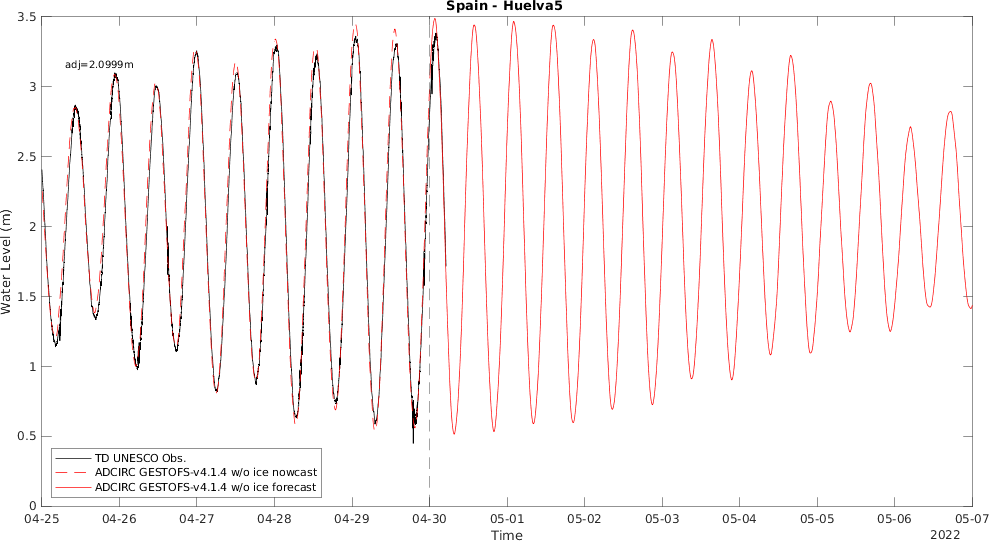 Spain - Huelva5
3.5
adj=2.0999m
3
2.5
2
1.5
1
0.5
0
Water Level (m)
TD UNESCO Obs.
ADCIRC GESTOFS-v4.1.4 w/o ice nowcast
ADCIRC GESTOFS-v4.1.4 w/o ice forecast
04-25 04-26 04-27 04-28 04-29 04-30 05-01 05-02 05-03 05-04 05-05 05-06 05-07
Time
2022